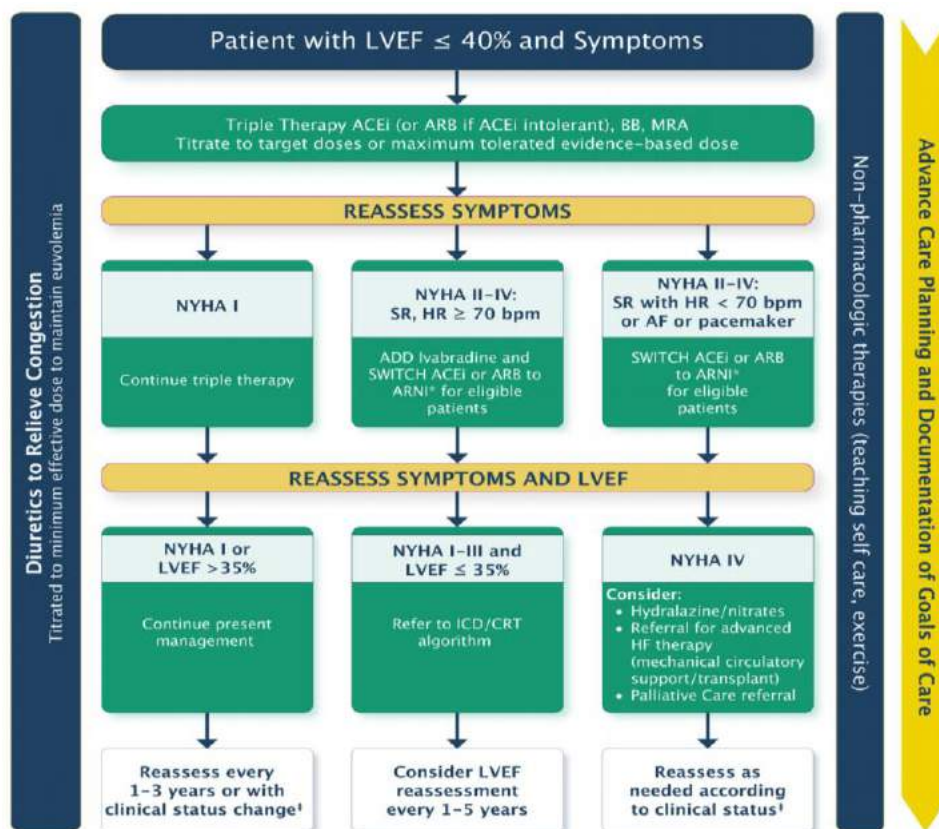 Patient with LVEF ≤ 40% and Symptoms
Triple Therapy ACEi (or ARB if ACEi intolerant), BB, MRA
Titrate to target doses or maximum tolerated evidence-based dose
REASSESS SYMPTOMS
NYHA I
Continue triple therapy
NYHA II-IV:
SR, HR ≥ 70 bpm
ADD Ivabradine and
SWITCH ACEi or ARB to
ARNI* for eligible
patients
NYHA II-IV:
SR with HR < 70 bpm
or AF or pacemaker
SWITCH ACEi or ARB
to ARNI*
for eligible
patients
REASSESS SYMPTOMS AND LVEF
NYHA I or
LVEF >35%
Continue present
management
NYHA I-III and
LVEF ≤ 35%
Refer to ICD/CRT
algorithm
NYHA IV
Consider:
• Hydralazine/nitrates
• Referral for advanced
HF therapy
(mechanical circulatory
support/transplant)
• Palliative Care referral
Reassess every
1-3 years or with
clinical status change‡
Consider LVEF
reassessment
every 1-5 years
Reassess as
needed according
to clinical status‡
Diuretics to Relieve Congestion
Titrated to minimum effective dose to maintain euvolemia
Non-pharmacologic therapies (teaching self care, exercise)
Advance Care Planning and Documentation of Goals of Care